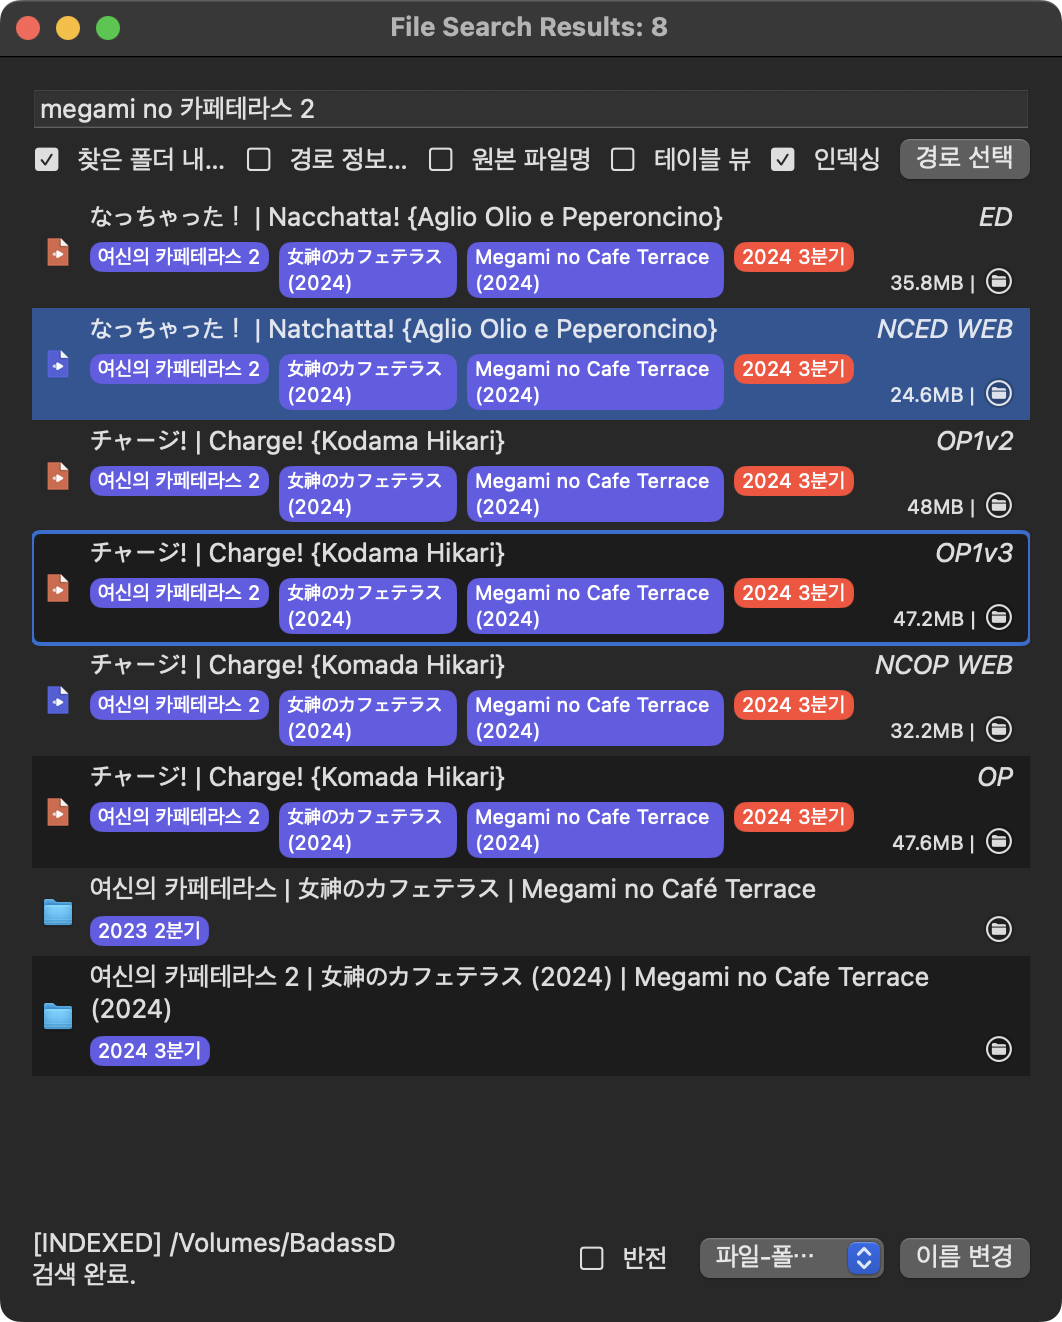 File Search Results: 8
megami no 카페테라스 2
찾은 폴더 내... 경로 정보... 원본 파일명 테이블 뷰 인덱싱 경로 선택
なっちゃった！ | Nacchatta! {Aglio Olio e Peperoncino} ED
여신의 카페테라스 2 女神のカフェテラス Megami no Cafe Terrace 2024 3분기
(2024) (2024) 35.8MB |
なっちゃった！ | Natchatta! {Aglio Olio e Peperoncino} NCED WEB
여신의 카페테라스 2 女神のカフェテラス Megami no Cafe Terrace 2024 3분기
(2024) (2024) 24.6MB |
チャージ! | Charge! {Kodama Hikari} OP1v2
여신의 카페테라스 2 女神のカフェテラス Megami no Cafe Terrace 2024 3분기
(2024) (2024) 48MB |
チャージ! | Charge! {Kodama Hikari} OP1v3
여신의 카페테라스 2 女神のカフェテラス Megami no Cafe Terrace 2024 3분기
(2024) (2024) 47.2MB |
チャージ! | Charge! {Komada Hikari} NCOP WEB
여신의 카페테라스 2 女神のカフェテラス Megami no Cafe Terrace 2024 3분기
(2024) (2024) 32.2MB |
チャージ! | Charge! {Komada Hikari} OP
여신의 카페테라스 2 女神のカフェテラス Megami no Cafe Terrace 2024 3분기
(2024) (2024) 47.6MB |
여신의 카페테라스 | 女神のカフェテラス | Megami no Café Terrace
2023 2분기
여신의 카페테라스 2 | 女神のカフェテラス (2024) | Megami no Cafe Terrace
(2024)
2024 3분기
[INDEXED] /Volumes/BadassD
검색 완료.
반전 파일-폴... 이름 변경